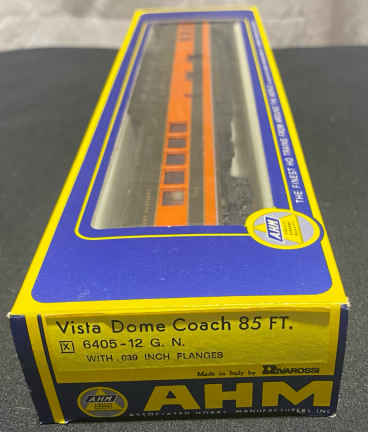 THE FINEST HO TRAINS FROM AROUND THE WORLD
AHM
Vista Dome Coach 85 FT.
X 6405-12 G. N.
WITH .039 INCH FLANGES
Made in Italy by RIVAROSSI
AHM
AHM
ASSOCIATED HOBBY MANUFACTURERS, INC